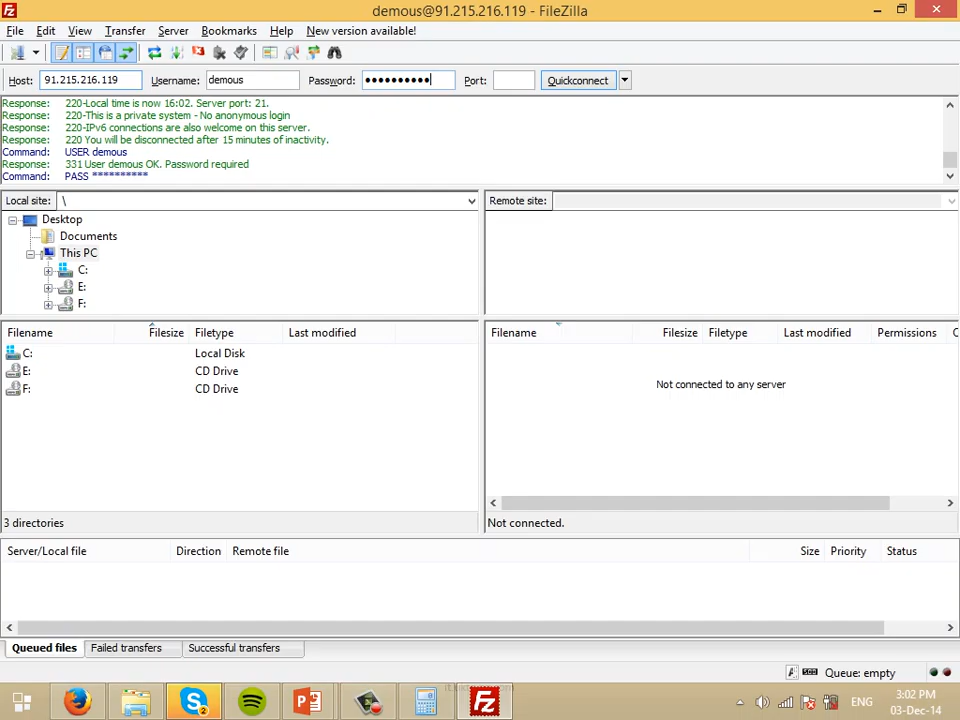 demous@91.215.216.119 - FileZilla
File Edit View Transfer Server Bookmarks Help New version available!
Host: 91.215.216.119 Username: demous Password: •••••••••• Port: Quickconnect
Response: 220-Local time is now 16:02. Server port: 21.
Response: 220-This is a private system - No anonymous login
Response: 220-IPv6 connections are also welcome on this server.
Response: 220 You will be disconnected after 15 minutes of inactivity.
Command: USER demous
Response: 331 User demous OK. Password required
Command: PASS **********
Local site: \
Remote site:
Desktop
Documents
This PC
C:
E:
F:
Filename Filesize Filetype Last modified
C: Local Disk
E: CD Drive
F: CD Drive
3 directories
Filename Filesize Filetype Last modified Permissions
Not connected to any server
Not connected.
Server/Local file Direction Remote file Size Priority Status
Queued files Failed transfers Successful transfers
Queue: empty
ENG
3:02 PM
03-Dec-14